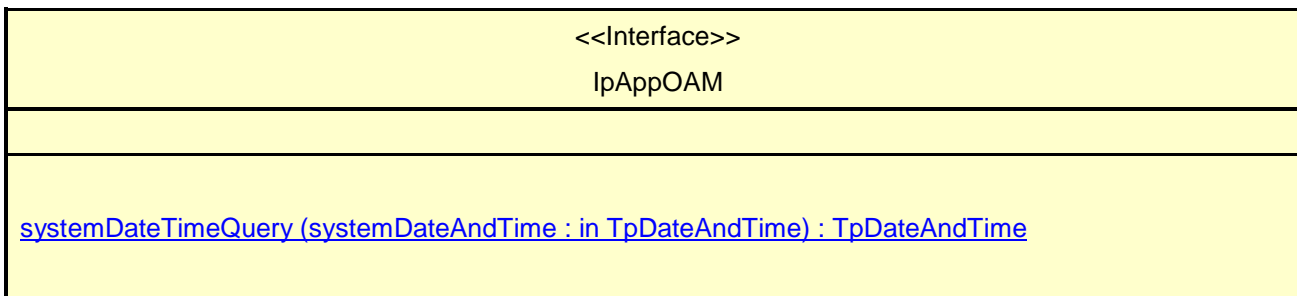 <<Interface>>
IpAppOAM
systemDateTimeQuery (systemDateAndTime : in TpDateAndTime) : TpDateAndTime